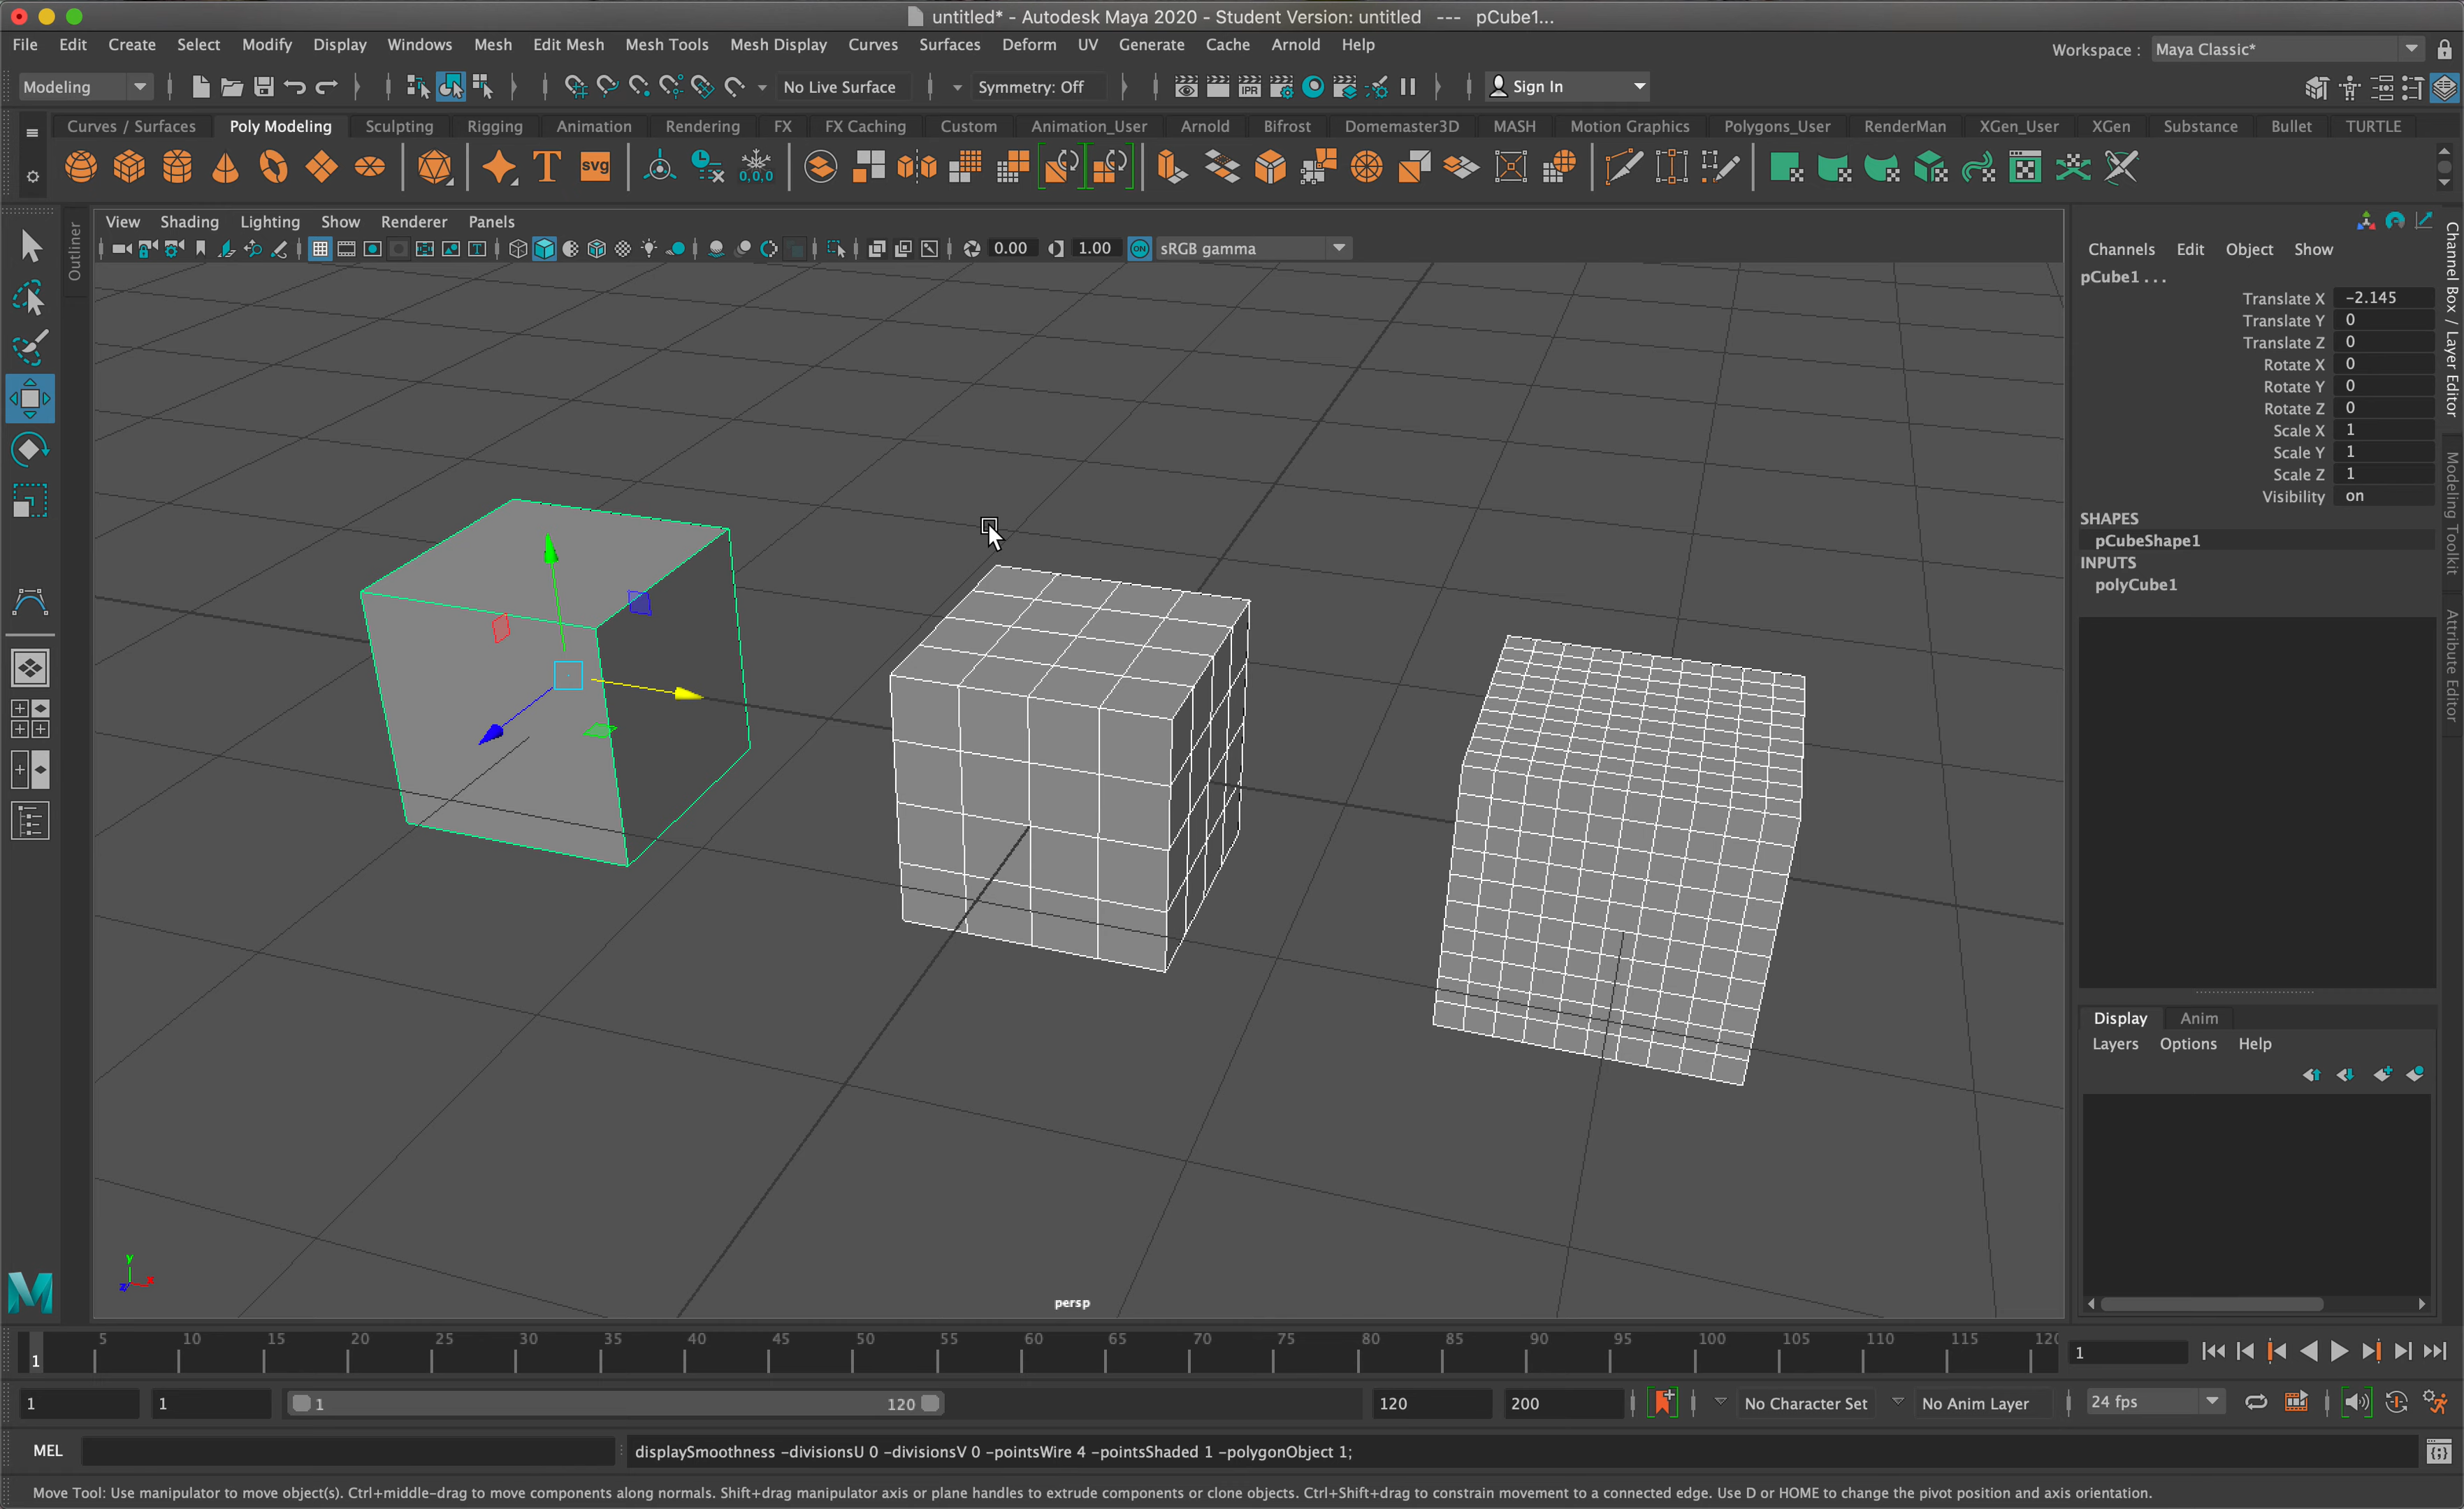 untitled* - Autodesk Maya 2020 - Student Version: untitled --- pCube1...
File Edit Create Select Modify Display Windows Mesh Edit Mesh Mesh Tools Mesh Display Curves Surfaces Deform UV Generate Cache Arnold Help
Workspace : Maya Classic*
Modeling No Live Surface Symmetry: Off IPR Sign In
Curves / Surfaces Poly Modeling Sculpting Rigging Animation Rendering FX FX Caching Custom Animation_User Arnold Bifrost Domemaster3D MASH Motion Graphics Polygons_User RenderMan XGen_User XGen Substance Bullet TURTLE
T svg 0,0,0
Outliner
View Shading Lighting Show Renderer Panels
0.00 1.00 ON sRGB gamma
Channels Edit Object Show
pCube1 . . .
Translate X -2.145
Translate Y 0
Translate Z 0
Rotate X 0
Rotate Y 0
Rotate Z 0
Scale X 1
Scale Y 1
Scale Z 1
Visibility on
SHAPES
pCubeShape1
INPUTS
polyCube1
Channel Box / Layer Editor
Modeling Toolkit
Attribute Editor
Display Anim
Layers Options Help
y
z x
persp
M
5 10 15 20 25 30 35 40 45 50 55 60 65 70 75 80 85 90 95 100 105 110 115 120
1 1
1 1 1 120 120 200 No Character Set No Anim Layer 24 fps
MEL displaySmoothness -divisionsU 0 -divisionsV 0 -pointsWire 4 -pointsShaded 1 -polygonObject 1;
Move Tool: Use manipulator to move object(s). Ctrl+middle-drag to move components along normals. Shift+drag manipulator axis or plane handles to extrude components or clone objects. Ctrl+Shift+drag to constrain movement to a connected edge. Use D or HOME to change the pivot position and axis orientation.